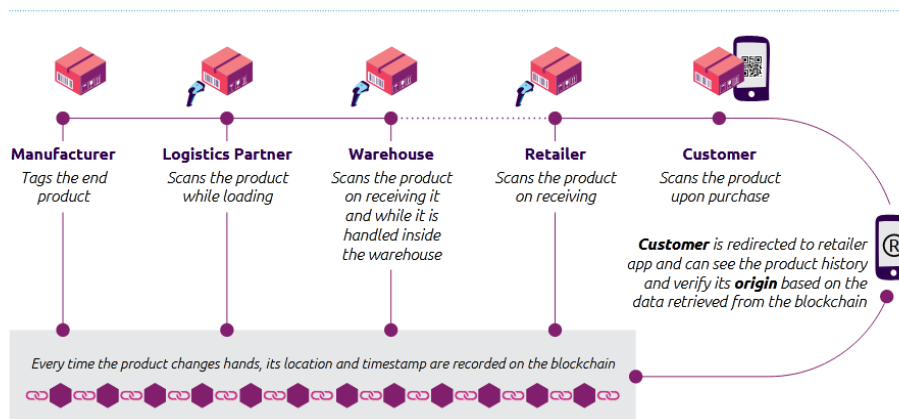 Manufacturer
Tags the end
product
Logistics Partner
Scans the product
while loading
Warehouse
Scans the product
on receiving it
and while it is
handled inside
the warehouse
Retailer
Scans the product
on receiving
Customer
Scans the product
upon purchase
®
Customer is redirected to retailer
app and can see the product history
and verify its origin based on the
data retrieved from the blockchain
Every time the product changes hands, its location and timestamp are recorded on the blockchain